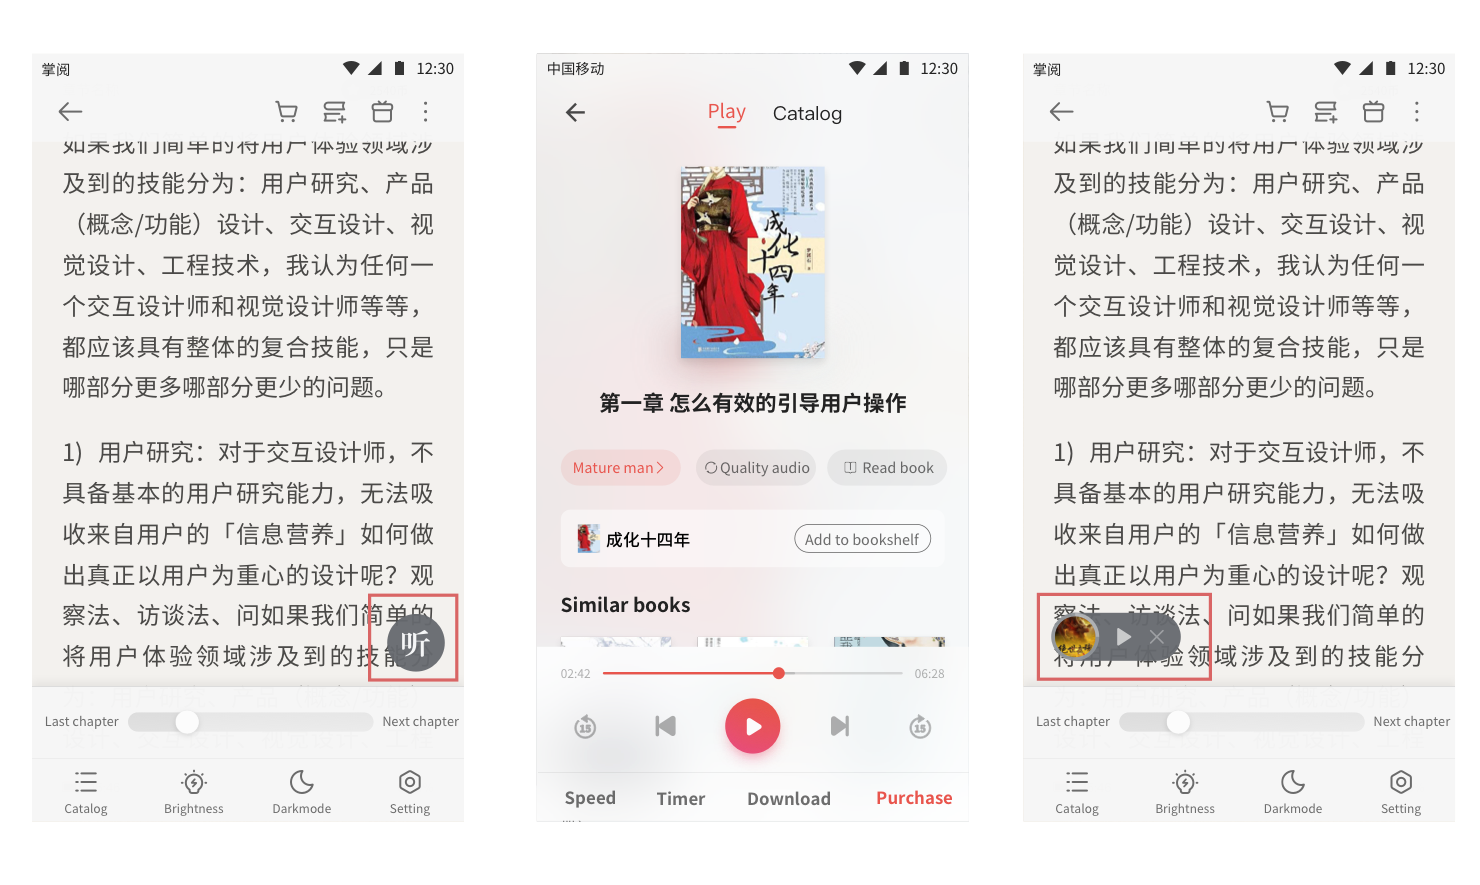 掌阅
12:30
如果我们简单的将用户体验领域涉
及到的技能分为：用户研究、产品
（概念/功能）设计、交互设计、视
觉设计、工程技术，我认为任何一
个交互设计师和视觉设计师等等，
都应该具有整体的复合技能，只是
哪部分更多哪部分更少的问题。
1) 用户研究：对于交互设计师，不
具备基本的用户研究能力，无法吸
收来自用户的「信息营养」如何做
出真正以用户为重心的设计呢？观
察法、访谈法、问如果我们简单的
将用户体验领域涉及到的技能分
听
Last chapter
Next chapter
Catalog
Brightness
Darkmode
Setting
中国移动
12:30
Play
Catalog
成化十四年
第一章 怎么有效的引导用户操作
Mature man
Quality audio
Read book
成化十四年
Add to bookshelf
Similar books
02:42
06:28
15
15
Speed
Timer
Download
Purchase
掌阅
12:30
如果我们简单的将用户体验领域涉
及到的技能分为：用户研究、产品
（概念/功能）设计、交互设计、视
觉设计、工程技术，我认为任何一
个交互设计师和视觉设计师等等，
都应该具有整体的复合技能，只是
哪部分更多哪部分更少的问题。
1) 用户研究：对于交互设计师，不
具备基本的用户研究能力，无法吸
收来自用户的「信息营养」如何做
出真正以用户为重心的设计呢？观
察法、访谈法、问如果我们简单的
将用户体验领域涉及到的技能分
Last chapter
Next chapter
Catalog
Brightness
Darkmode
Setting